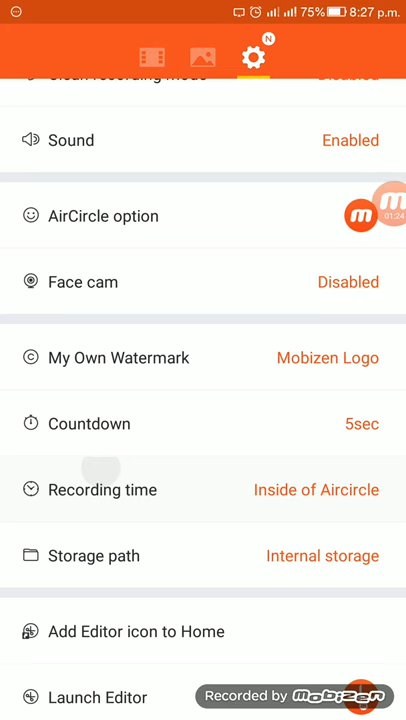 75% 8:27 p.m.
N
Clean recording mode Disabled
Sound Enabled
AirCircle option
m
m
01:24
Face cam Disabled
My Own Watermark Mobizen Logo
Countdown 5sec
Recording time Inside of Aircircle
Storage path Internal storage
Add Editor icon to Home
Launch Editor
Recorded by mobizen